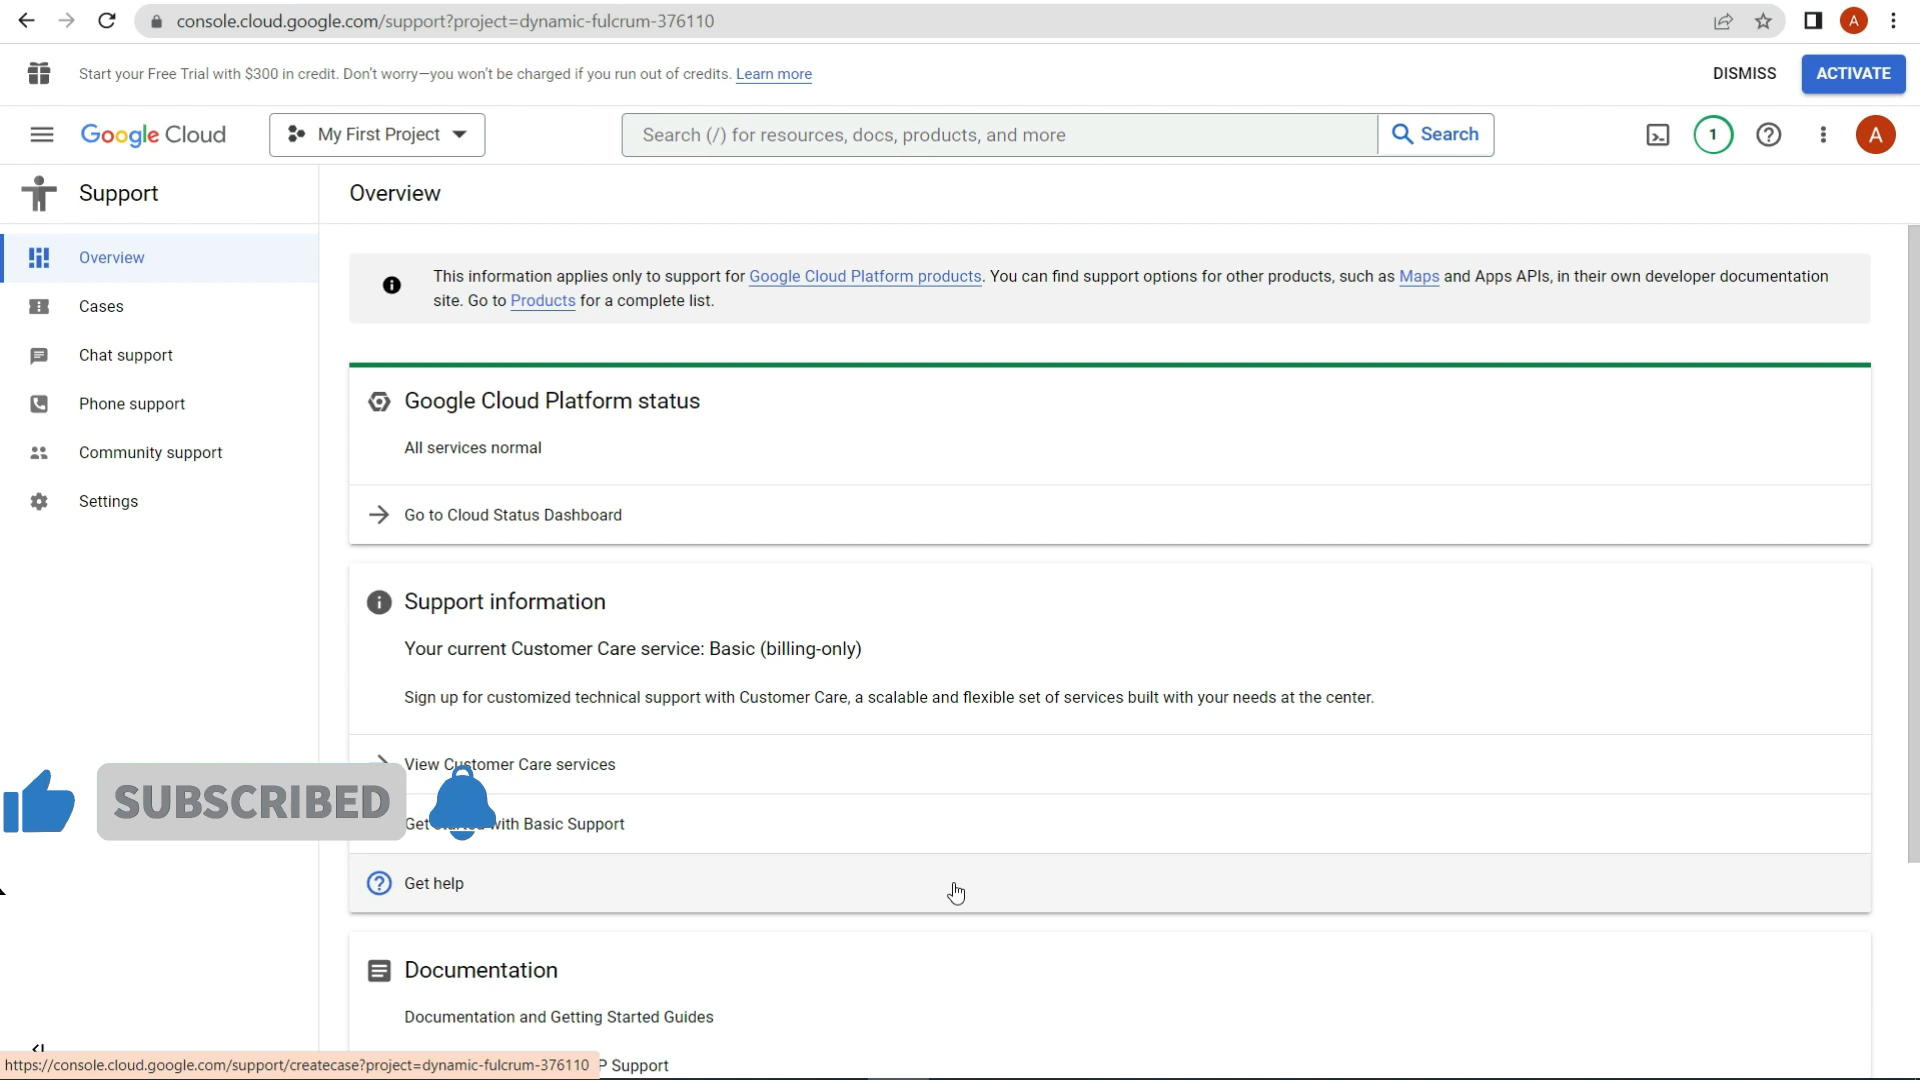 console.cloud.google.com/support?project=dynamic-fulcrum-376110
A
Start your Free Trial with $300 in credit. Don't worry—you won't be charged if you run out of credits. Learn more
DISMISS
ACTIVATE
Google Cloud
My First Project
Search (/) for resources, docs, products, and more
Search
1
A
Support
Overview
Overview
Cases
Chat support
Phone support
Community support
Settings
This information applies only to support for Google Cloud Platform products. You can find support options for other products, such as Maps and Apps APIs, in their own developer documentation
site. Go to Products for a complete list.
Google Cloud Platform status
All services normal
Go to Cloud Status Dashboard
Support information
Your current Customer Care service: Basic (billing-only)
Sign up for customized technical support with Customer Care, a scalable and flexible set of services built with your needs at the center.
View Customer Care services
SUBSCRIBED
Get started with Basic Support
Get help
Documentation
Documentation and Getting Started Guides
https://console.cloud.google.com/support/createcase?project=dynamic-fulcrum-376110
P Support